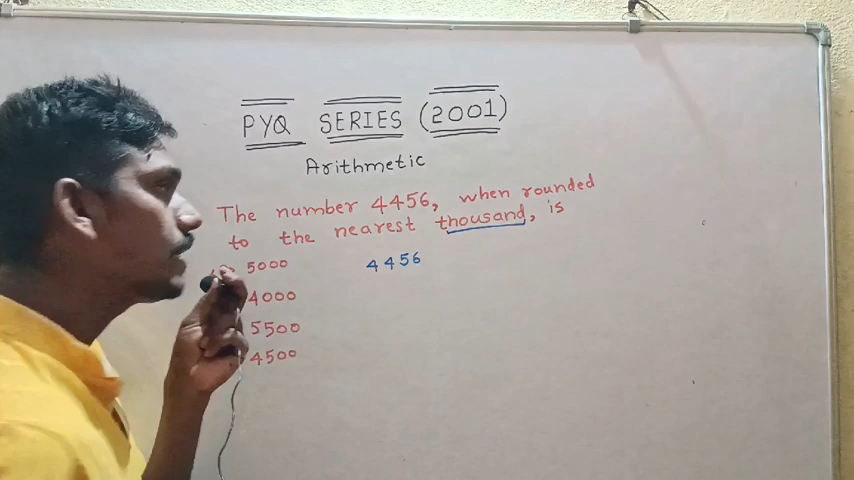 PYQ SERIES (2001)
Arithmetic
The number 4456, when rounded
to the nearest thousand, is
5000
4456
4000
5500
4500